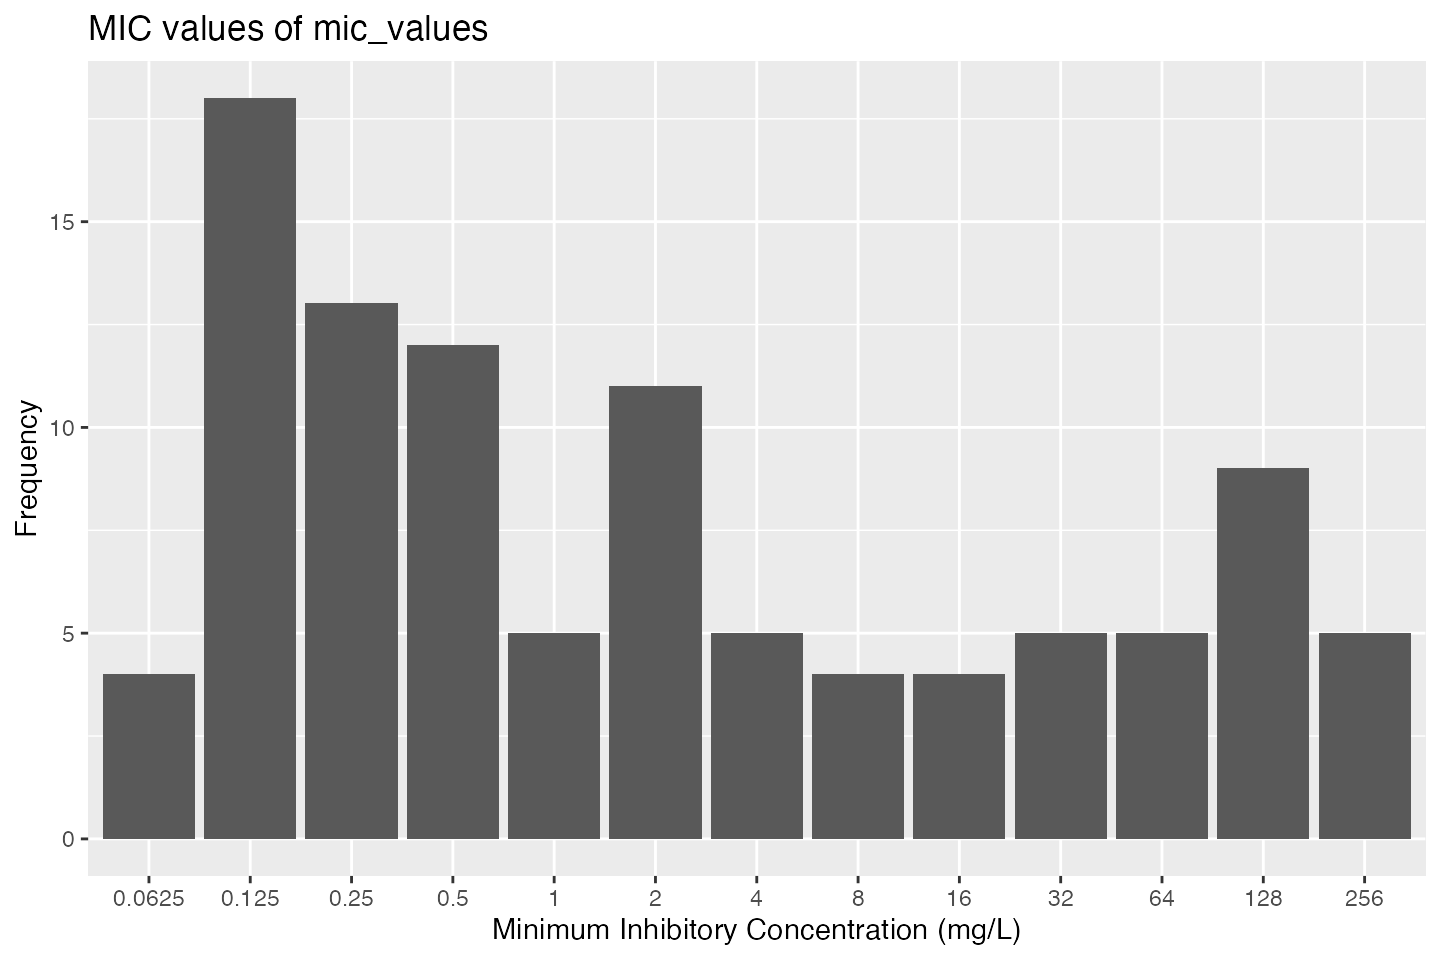 MIC values of mic_values
Frequency
15
10
5
0
0.0625 0.125 0.25 0.5 1 2 4 8 16 32 64 128 256
Minimum Inhibitory Concentration (mg/L)